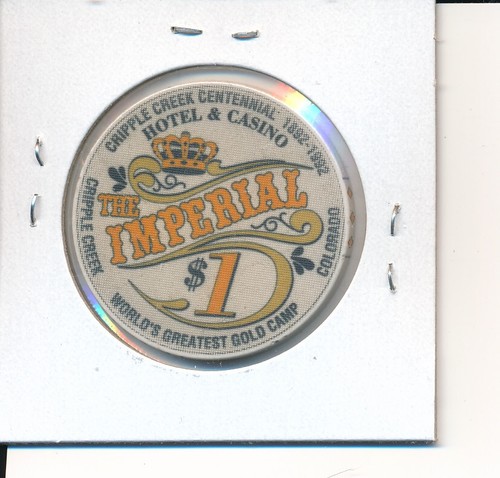 CRIPPLE CREEK CENTENNIAL 1892-1992
HOTEL & CASINO
THE
IMPERIAL
$1
CRIPPLE CREEK
COLORADO
WORLD'S GREATEST GOLD CAMP